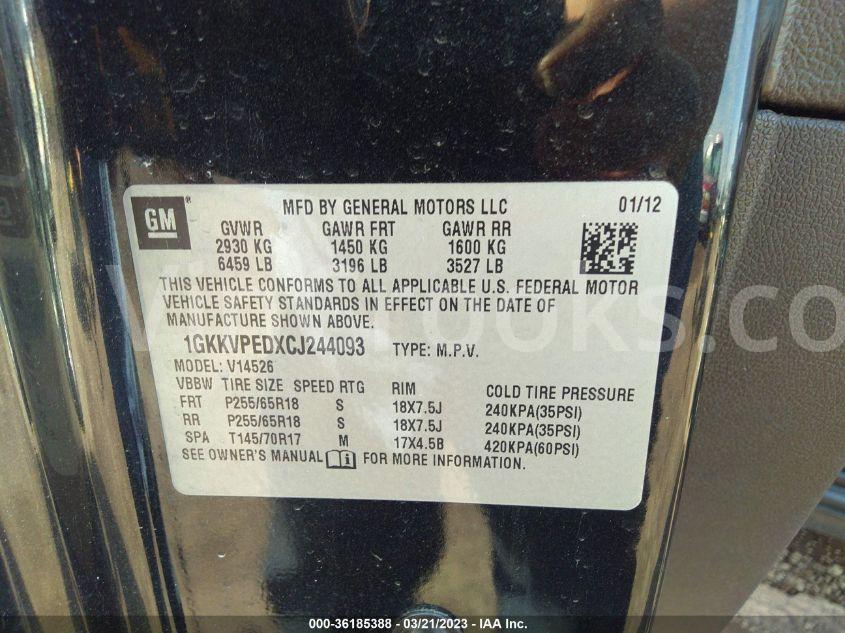 GM ® MFD BY GENERAL MOTORS LLC 01/12
GVWR GAWR FRT GAWR RR
2930 KG 1450 KG 1600 KG
6459 LB 3196 LB 3527 LB
THIS VEHICLE CONFORMS TO ALL APPLICABLE U.S. FEDERAL MOTOR
VEHICLE SAFETY STANDARDS IN EFFECT ON THE DATE OF
MANUFACTURE SHOWN ABOVE.
1GKKVPEDXCJ244093 TYPE: M.P.V.
MODEL: V14526
VBBW TIRE SIZE SPEED RTG RIM COLD TIRE PRESSURE
FRT P255/65R18 S 18X7.5J 240KPA(35PSI)
RR P255/65R18 S 18X7.5J 240KPA(35PSI)
SPA T145/70R17 M 17X4.5B 420KPA(60PSI)
SEE OWNER'S MANUAL FOR MORE INFORMATION.
000-36185388 - 03/21/2023 - IAA Inc.